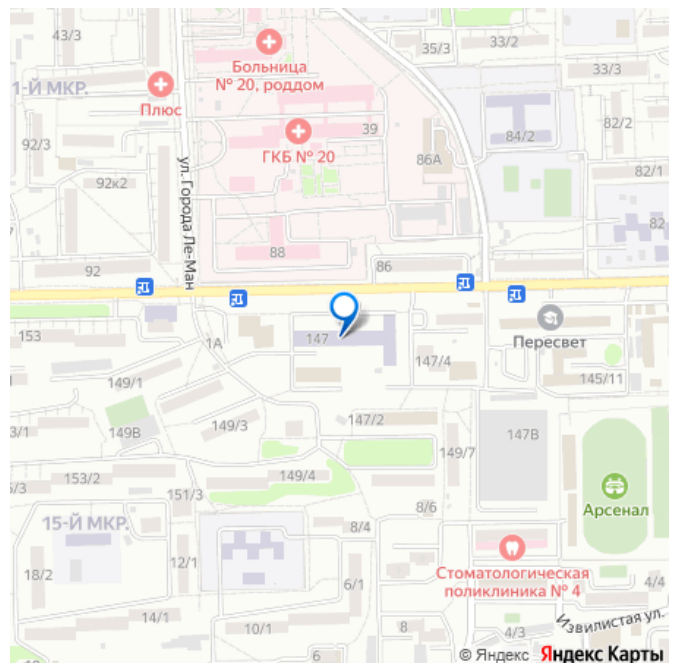 43/3
35/3
33/2
Больница
№ 20, роддом
33/3
1-Й МКР.
Плюс
39
84/2
82/2
92/3
ГКБ № 20
86А
82/1
92к2
ул. Города Ле-Ман
82
88
92
86
153
1А
147
Пересвет
147/4
149/1
145/11
147/2
3/1
149В
149/3
147В
149/7
153/2
149/4
5/3
151/3
Арсенал
15-Й МКР.
8/6
8/4
12/1
18/2
Стоматологическая
поликлиника № 4
6/1
4/4
14/1
Извилистая ул.
10/1
8
4/3
© Яндекс Яндекс Карты